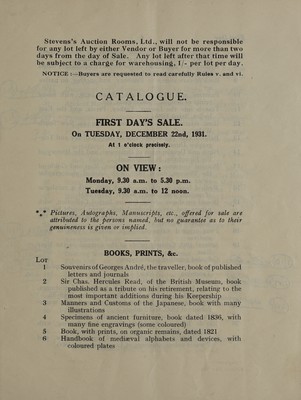 Stevens's Auction Rooms, Ltd., will not be responsible
for any lot left by either Vendor or Buyer for more than two
days from the day of Sale. Any lot left after that time will
be subject to a charge for warehousing, 1/- per lot per day.
NOTICE :—Buyers are requested to read carefully Rules v. and vi.
CATALOGUE.
FIRST DAY'S SALE.
On TUESDAY, DECEMBER 22nd, 1931.
At 1 o'clock precisely.
ON VIEW :
Monday, 9.30 a.m. to 5.30 p.m.
Tuesday, 9.30 a.m. to 12 noon.
*** Pictures, Autographs, Manuscripts, etc., offered for sale are
attributed to the persons named, but no guarantee as to their
genuineness is given or implied.
BOOKS, PRINTS, &c.
Lot
1 Souvenirs of Georges André, the traveller, book of published
letters and journals
2 Sir Chas. Hercules Read, of the British Museum, book
published as a tribute on his retirement, relating to the
most important additions during his Keepership
3 Manners and Customs of the Japanese, book with many
illustrations
4 Specimens of ancient furniture, book dated 1836, with
many fine engravings (some coloured)
5 Book, with prints, on organic remains, dated 1821
6 Handbook of mediæval alphabets and devices, with
coloured plates